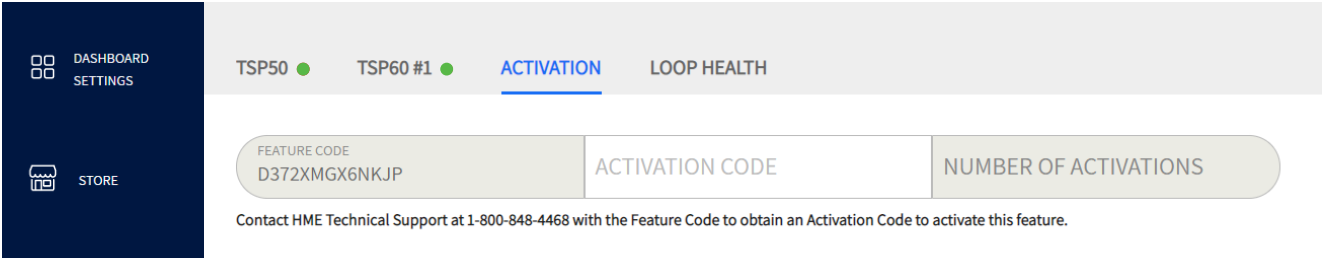 DASHBOARD
SETTINGS
TSP50 TSP60 #1 ACTIVATION LOOP HEALTH
STORE
FEATURE CODE
D372XMGX6NKJP
ACTIVATION CODE
NUMBER OF ACTIVATIONS
Contact HME Technical Support at 1-800-848-4468 with the Feature Code to obtain an Activation Code to activate this feature.